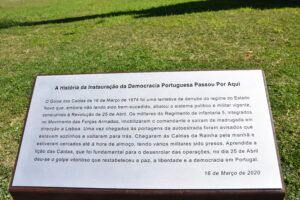 A História da Instauração da Democracia Portuguesa Passou Por Aqui
O Golpe das Caldas de 16 de Março de 1974 foi uma tentativa de derrube do regime do Estado
Novo que, embora não tendo sido bem-sucedido, abalou o sistema político e militar vigente,
conduzindo à Revolução de 25 de Abril. Os militares do Regimento de Infantaria 5, integrados
no Movimento das Forças Armadas, imobilizaram o comandante e saíram de madrugada em
direcção a Lisboa. Uma vez chegados às portagens da autoestrada foram avisados que
estavam sozinhos e voltaram para trás. Chegaram às Caldas da Rainha pela manhã e
estiveram cercados até à hora de almoço, tendo vários militares sido presos. Aprendida a
lição das Caldas, que foi fundamental para o desenrolar das operações, no dia 25 de Abril
deu-se o golpe vitorioso que restabeleceu a paz, a liberdade e a democracia em Portugal.
16 de Março de 2020